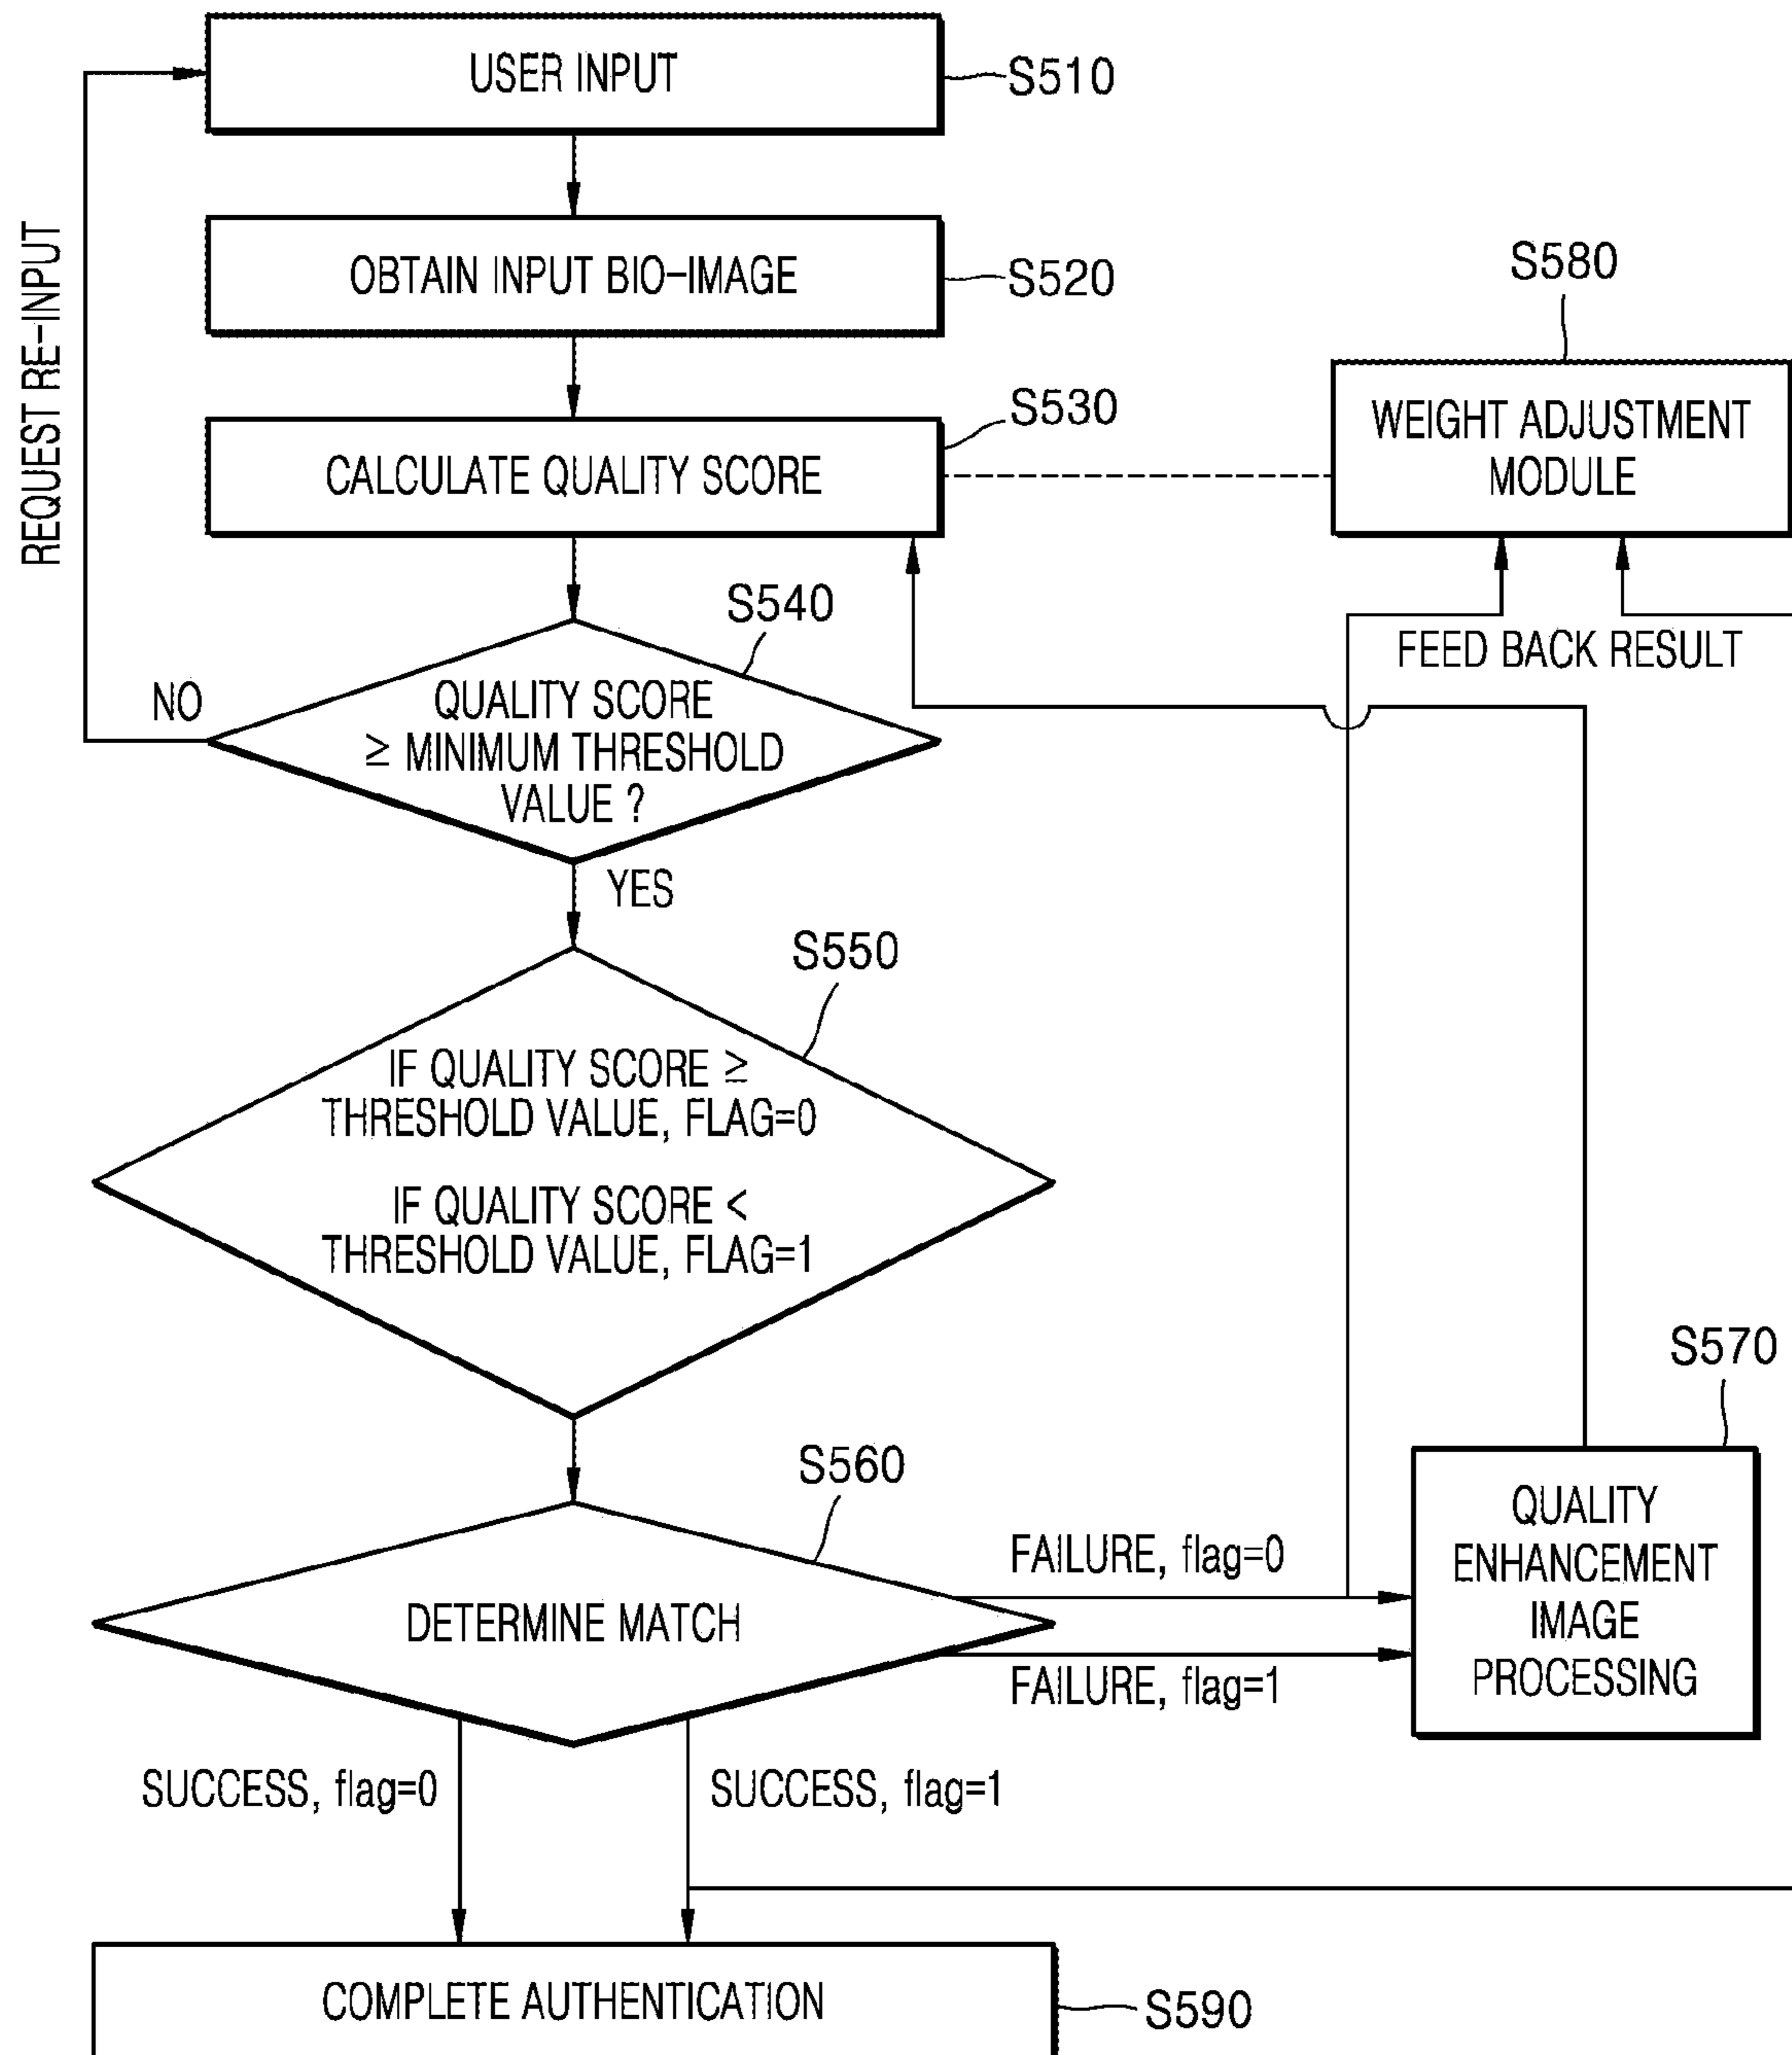 USER INPUT
S510
REQUEST RE-INPUT
OBTAIN INPUT BIO-IMAGE
S520
S580
CALCULATE QUALITY SCORE
S530
WEIGHT ADJUSTMENT
MODULE
S540
FEED BACK RESULT
NO
QUALITY SCORE
≥ MINIMUM THRESHOLD
VALUE ?
YES
S550
IF QUALITY SCORE ≥
THRESHOLD VALUE, FLAG=0
IF QUALITY SCORE <
THRESHOLD VALUE, FLAG=1
S570
S560
QUALITY
ENHANCEMENT
IMAGE
PROCESSING
FAILURE, flag=0
DETERMINE MATCH
FAILURE, flag=1
SUCCESS, flag=0
SUCCESS, flag=1
COMPLETE AUTHENTICATION
S590